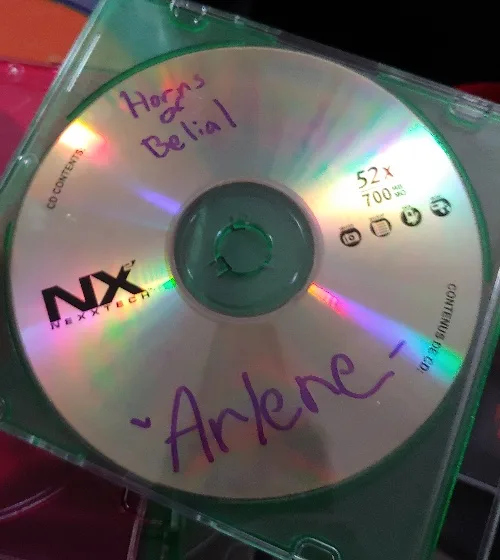 Horns
of
Belial
CD CONTENTS:
52x
700
NX
NEXXTECH
CONTENUS DE CD:
"Arlene"